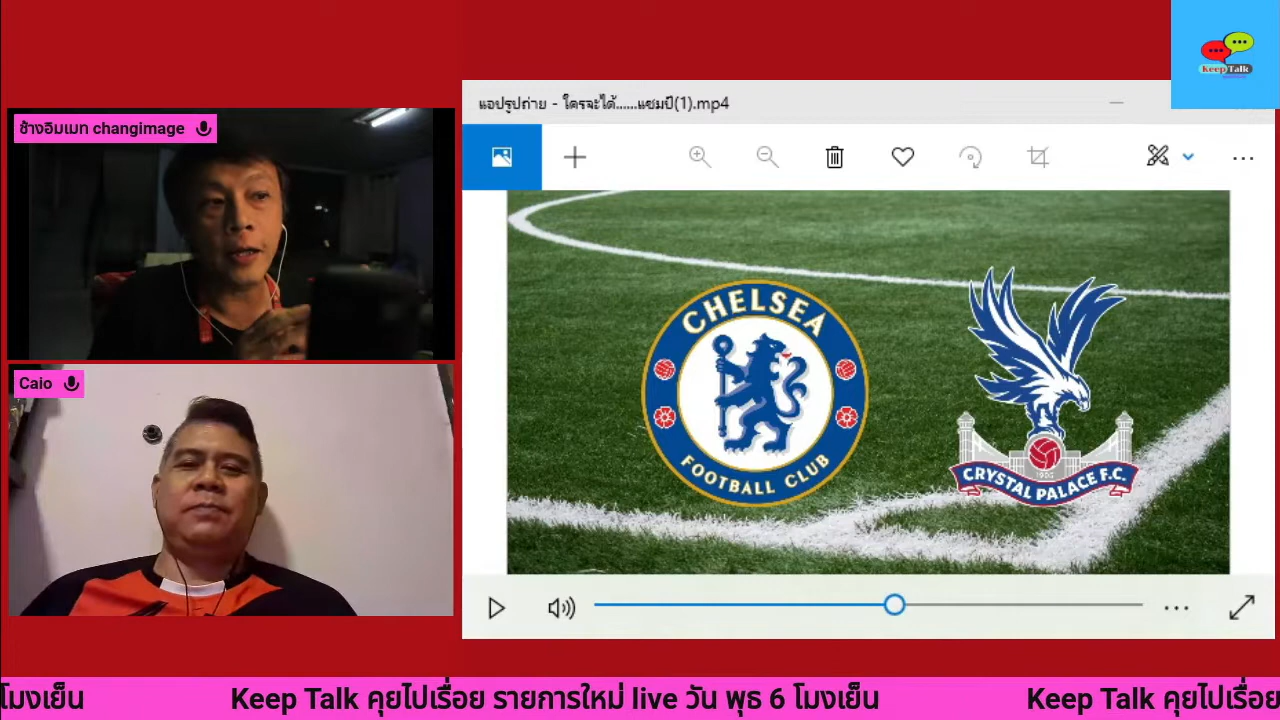 Keep Talk
แอปรูปถ่าย - ใครจะได้......แชมป์(1).mp4
ช้างอิมเมท changimage
CHELSEA
FOOTBALL CLUB
1905
CRYSTAL PALACE F.C.
Caio
โมงเย็น Keep Talk คุยไปเรื่อย รายการใหม่ live วัน พุธ 6 โมงเย็น Keep Talk คุยไปเรื่อย